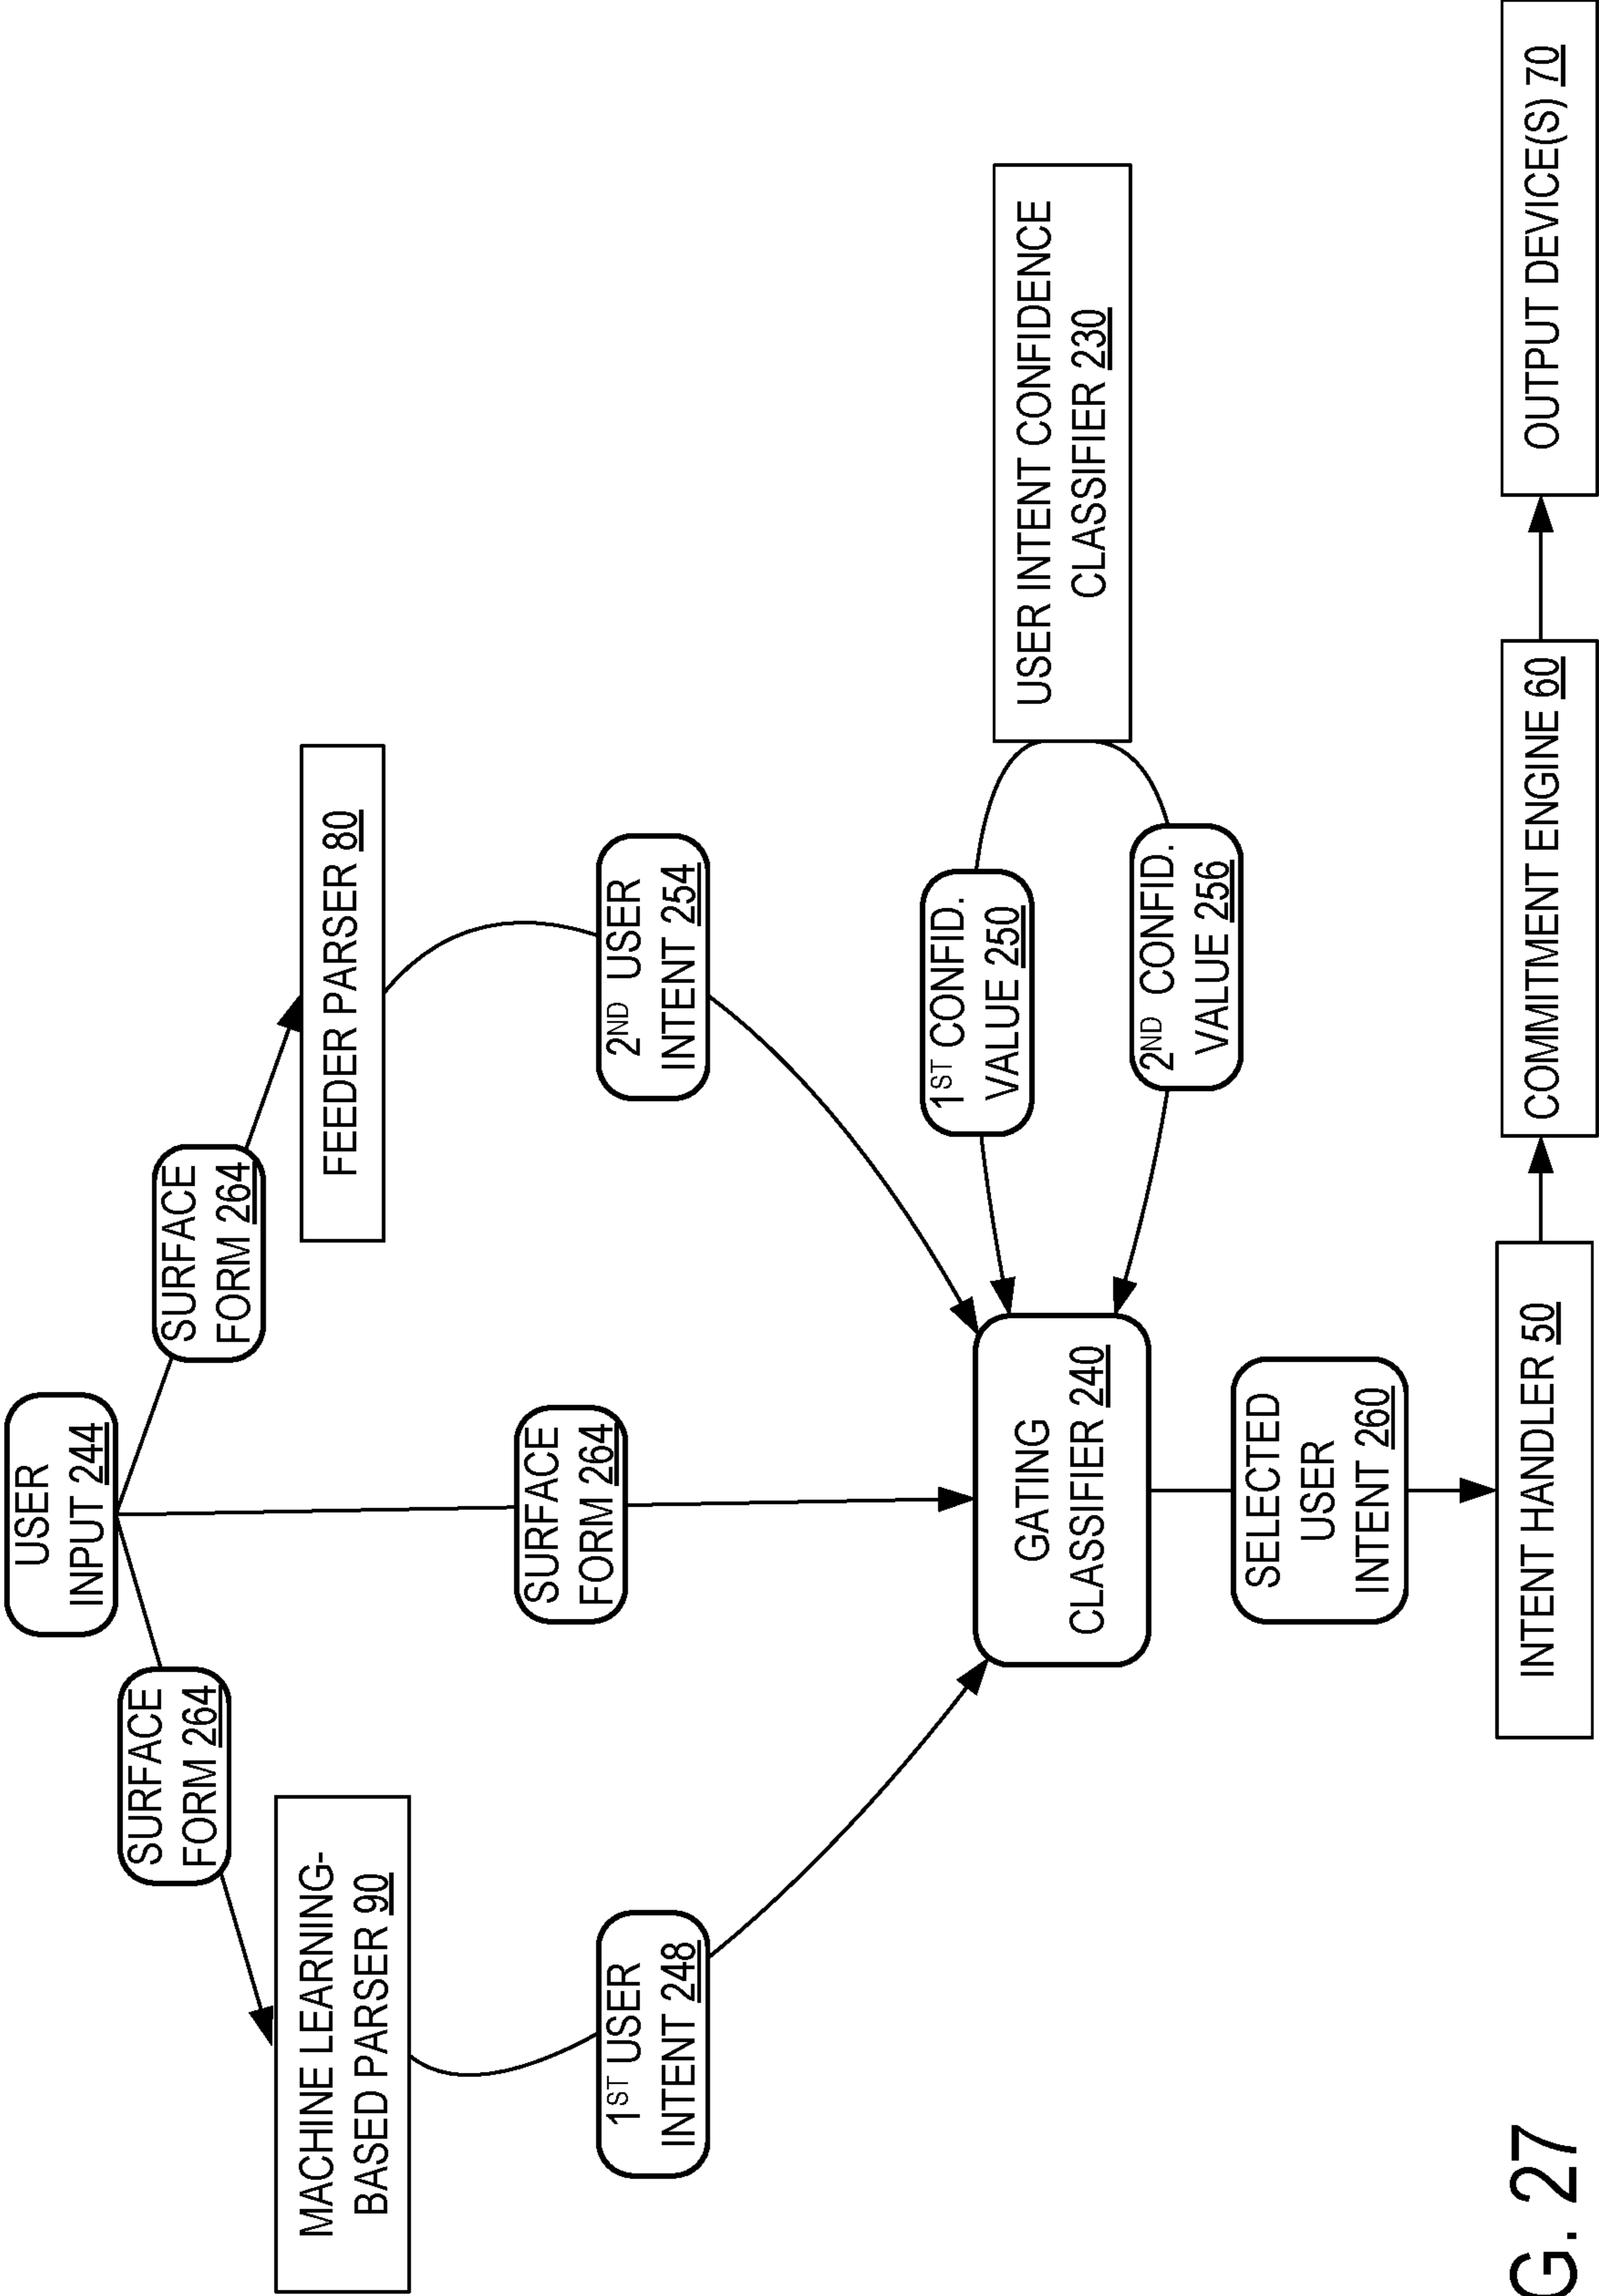 USER
INPUT 244
SURFACE
FORM 264
SURFACE
FORM 264
MACHINE LEARNING-
BASED PARSER 90
FEEDER PARSER 80
SURFACE
FORM 264
1ST USER
INTENT 248
2ND USER
INTENT 254
1ST CONFID.
VALUE 250
USER INTENT CONFIDENCE
CLASSIFIER 230
GATING
CLASSIFIER 240
2ND CONFID.
VALUE 256
SELECTED
USER
INTENT 260
INTENT HANDLER 50
COMMITMENT ENGINE 60
OUTPUT DEVICE(S) 70
G. 27